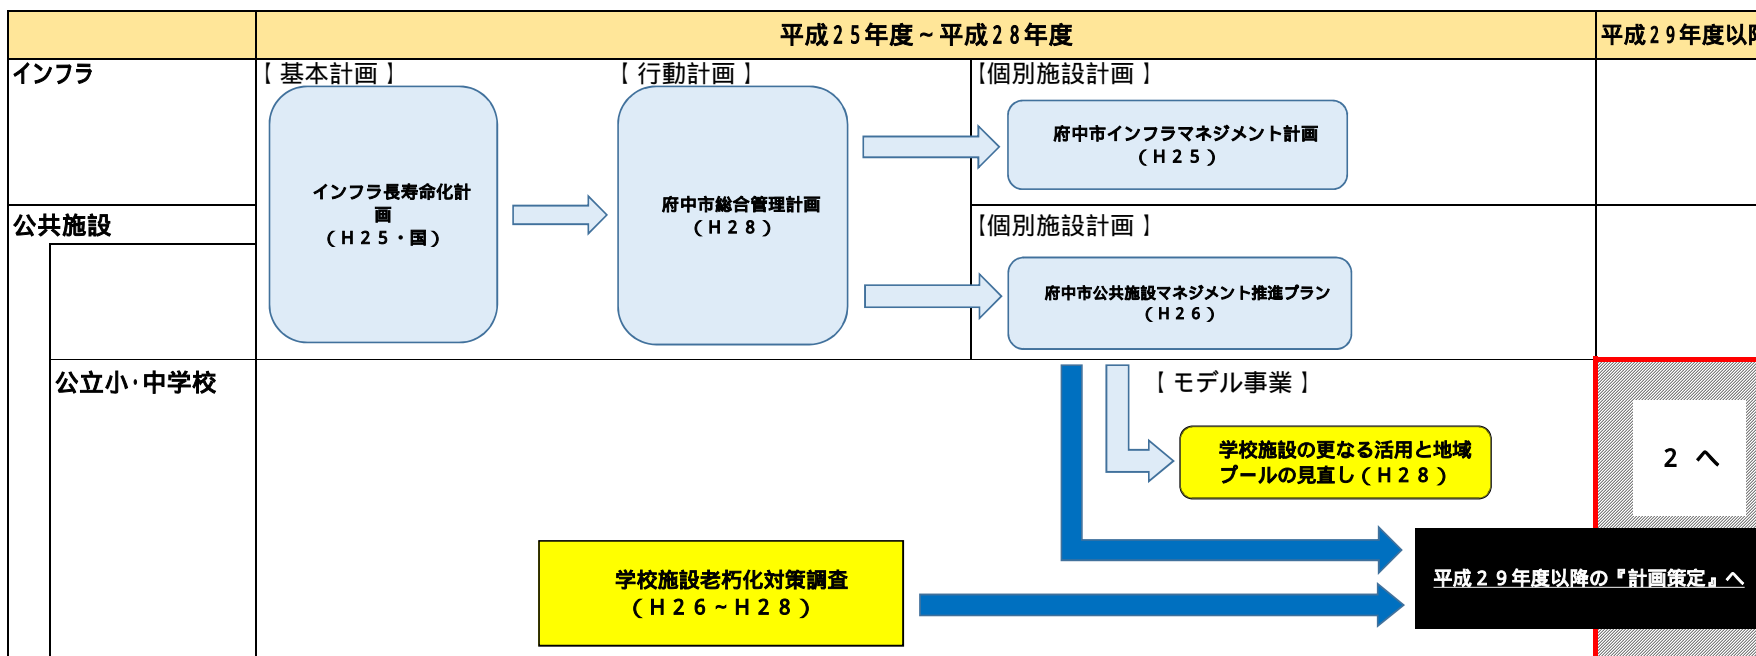 平成25年度~平成28年度
平成29年度以降
インフラ
【基本計画】
【行動計画】
【個別施設計画】
インフラ長寿命化計
画
(H25・国)
府中市総合管理計画
(H28)
府中市インフラマネジメント計画
(H25)
公共施設
【個別施設計画】
府中市公共施設マネジメント推進プラン
(H26)
公立小・中学校
【モデル事業】
学校施設の更なる活用と地域
プールの見直し(H28)
2 へ
学校施設老朽化対策調査
(H26~H28)
平成29年度以降の『計画策定』へ